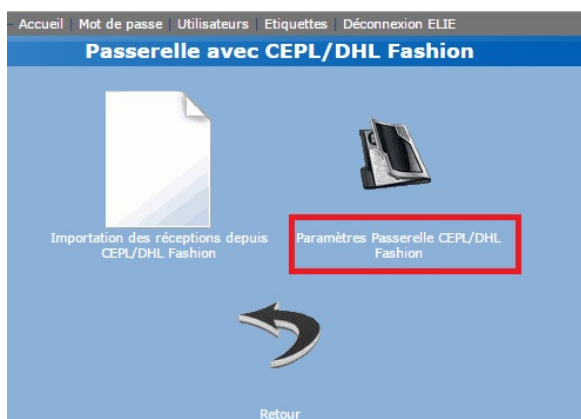 - Accueil | Mot de passe | Utilisateurs | Etiquettes | Déconnexion ELIE
Passerelle avec CEPL/DHL Fashion
Importation des réceptions depuis
CEPL/DHL Fashion
Paramètres Passerelle CEPL/DHL
Fashion
Retour